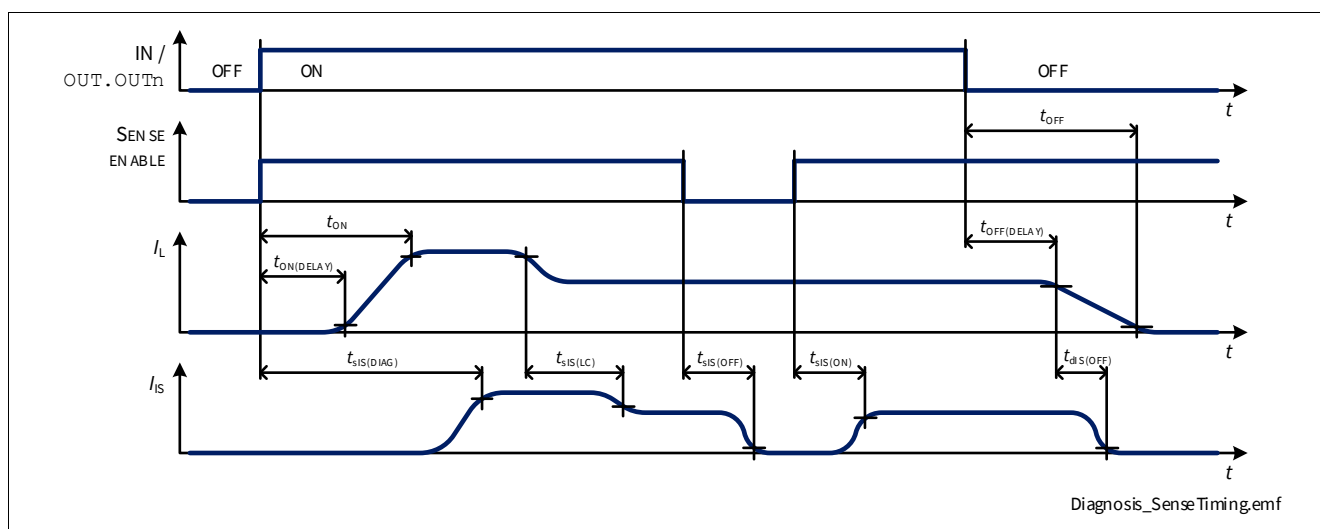 IN /
OUT.OUTn
OFF
ON
OFF
t
tOFF
SENSE
ENABLE
t
tON
tOFF(DELAY)
IL
tON(DELAY)
t
tsIS(DIAG)
tsIS(LC)
tsIS(OFF)
tsIS(ON)
tdIS(OFF)
IIS
t
Diagnosis_SenseTiming.emf